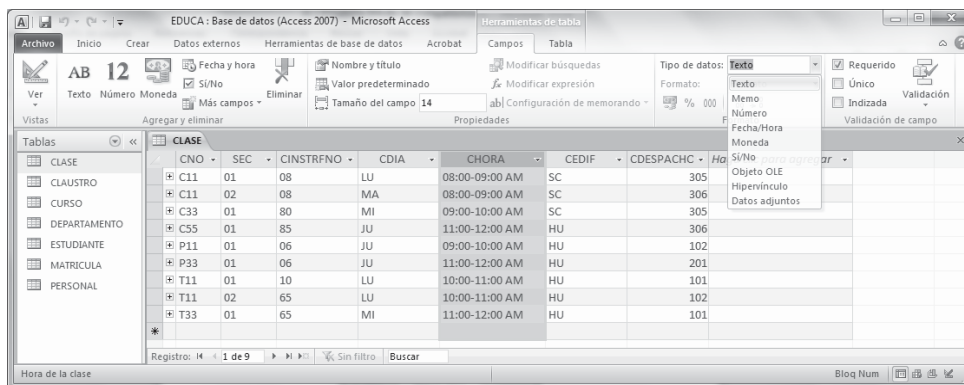 EDUCA : Base de datos (Access 2007) - Microsoft Access
Herramientas de tabla
Archivo Inicio Crear Datos externos Herramientas de base de datos Acrobat Campos Tabla
Ver
AB Texto
12 Número
Moneda
Fecha y hora
Sí/No
Más campos
Eliminar
Nombre y título
Valor predeterminado
Tamaño del campo 14
Modificar búsquedas
fx Modificar expresión
ab| Configuración de memorando
Tipo de datos: Texto
Formato:
% 000
Requerido
Único
Indizada
Validación
Vistas Agregar y eliminar Propiedades F Validación de campo
Texto
Memo
Número
Fecha/Hora
Moneda
Sí/No
Objeto OLE
Hipervínculo
Datos adjuntos
Tablas
CLASE
CLAUSTRO
CURSO
DEPARTAMENTO
ESTUDIANTE
MATRICULA
PERSONAL
CLASE
CNO SEC CINSTRFNO CDIA CHORA CEDIF CDESPACHC Ha para agregar
C11 01 08 LU 08:00-09:00 AM SC 305
C11 02 08 MA 08:00-09:00 AM SC 306
C33 01 80 MI 09:00-10:00 AM SC 305
C55 01 85 JU 11:00-12:00 AM HU 306
P11 01 06 JU 09:00-10:00 AM HU 102
P33 01 06 JU 11:00-12:00 AM HU 201
T11 01 10 LU 10:00-11:00 AM HU 101
T11 02 65 LU 10:00-11:00 AM HU 102
T33 01 65 MI 11:00-12:00 AM HU 101
Registro: 1 de 9 Sin filtro Buscar
Hora de la clase Bloq Num